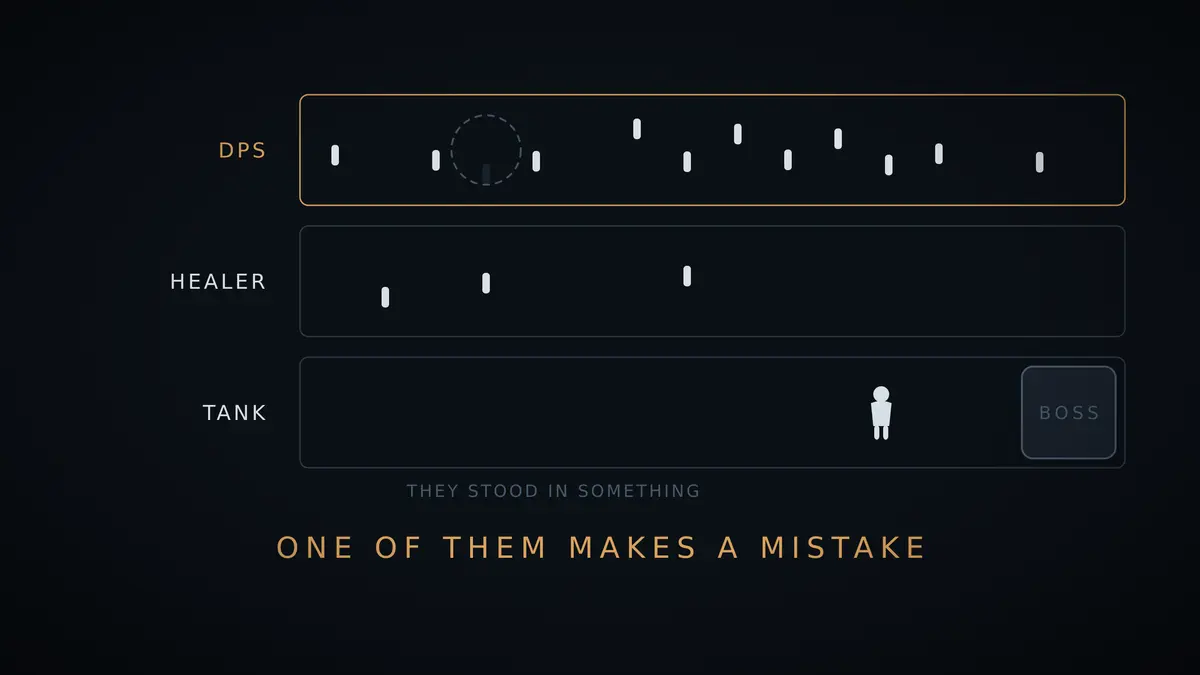 DPS
HEALER
TANK
BOSS
THEY STOOD IN SOMETHING
ONE OF THEM MAKES A MISTAKE